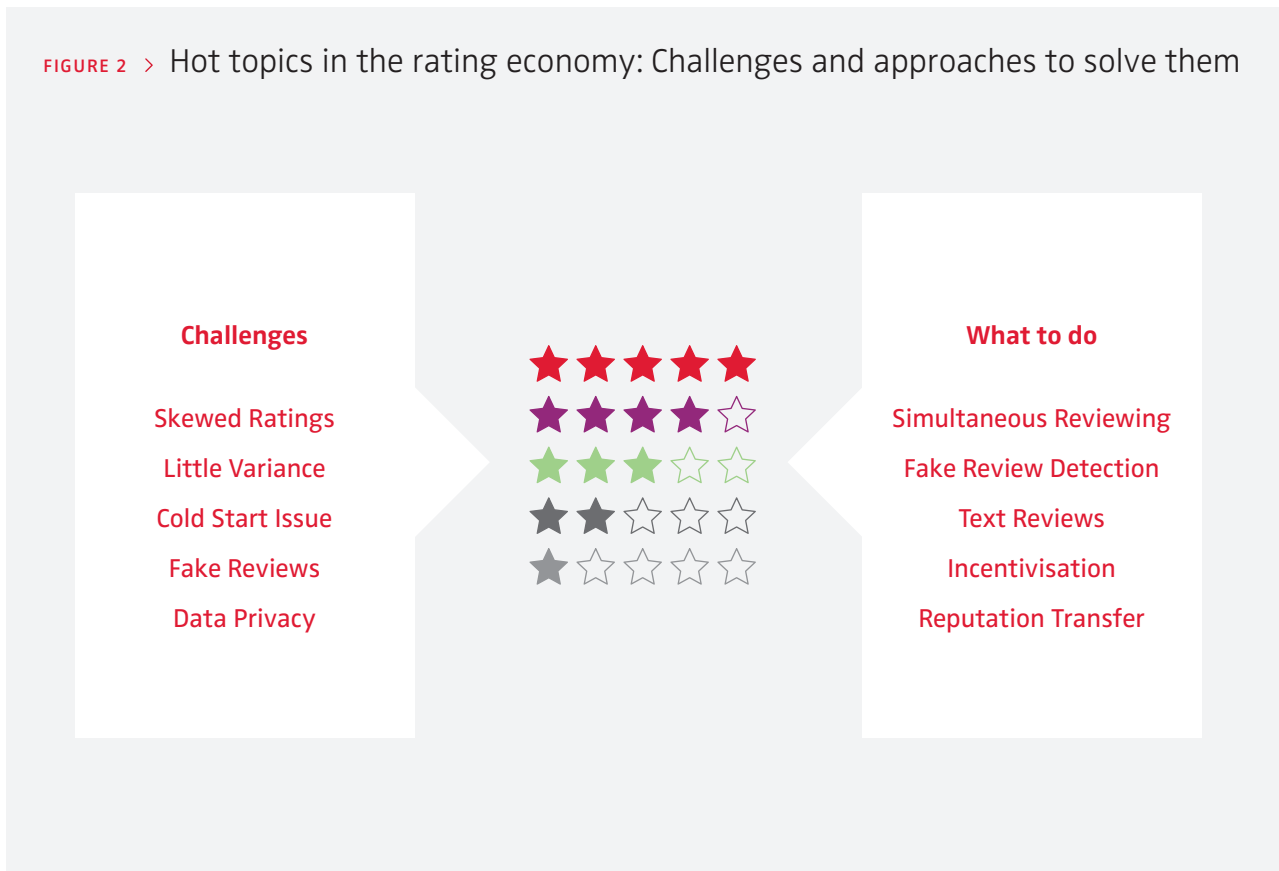 FIGURE 2 > Hot topics in the rating economy: Challenges and approaches to solve them
Challenges
Skewed Ratings
Little Variance
Cold Start Issue
Fake Reviews
Data Privacy
What to do
Simultaneous Reviewing
Fake Review Detection
Text Reviews
Incentivisation
Reputation Transfer